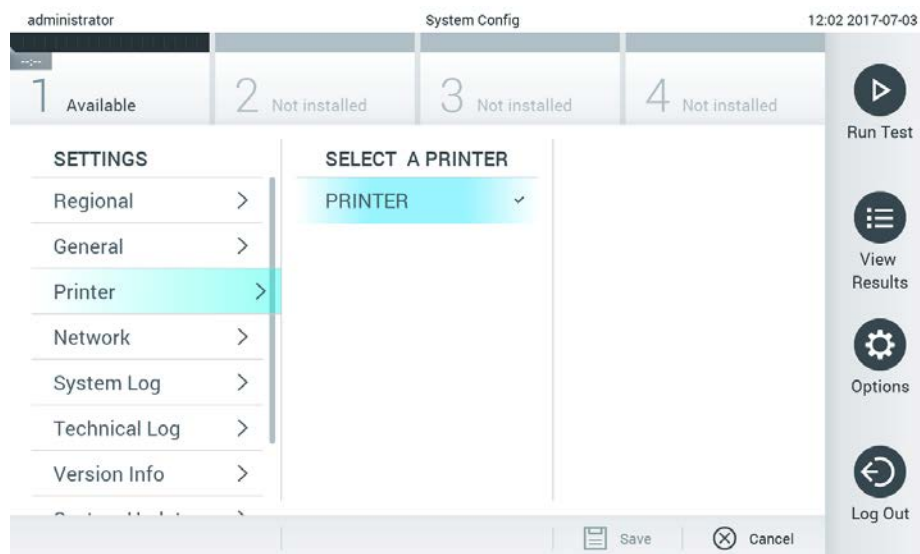 administrator System Config 12:02 2017-07-03
--:--
1 Available 2 Not installed 3 Not installed 4 Not installed
Run Test
SETTINGS SELECT A PRINTER
Regional PRINTER
General
View
Results
Printer
Network
System Log
Options
Technical Log
Version Info
Log Out
Save Cancel